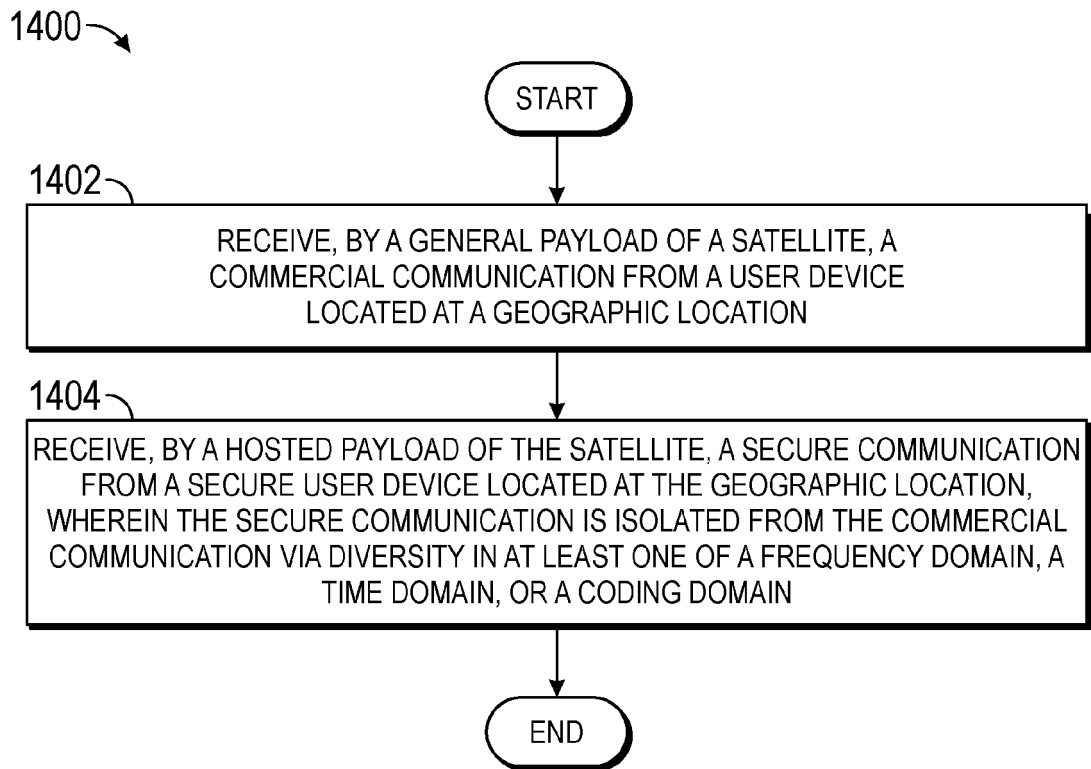 1400
START
1402
RECEIVE, BY A GENERAL PAYLOAD OF A SATELLITE, A
COMMERCIAL COMMUNICATION FROM A USER DEVICE
LOCATED AT A GEOGRAPHIC LOCATION
1404
RECEIVE, BY A HOSTED PAYLOAD OF THE SATELLITE, A SECURE COMMUNICATION
FROM A SECURE USER DEVICE LOCATED AT THE GEOGRAPHIC LOCATION,
WHEREIN THE SECURE COMMUNICATION IS ISOLATED FROM THE COMMERCIAL
COMMUNICATION VIA DIVERSITY IN AT LEAST ONE OF A FREQUENCY DOMAIN, A
TIME DOMAIN, OR A CODING DOMAIN
END